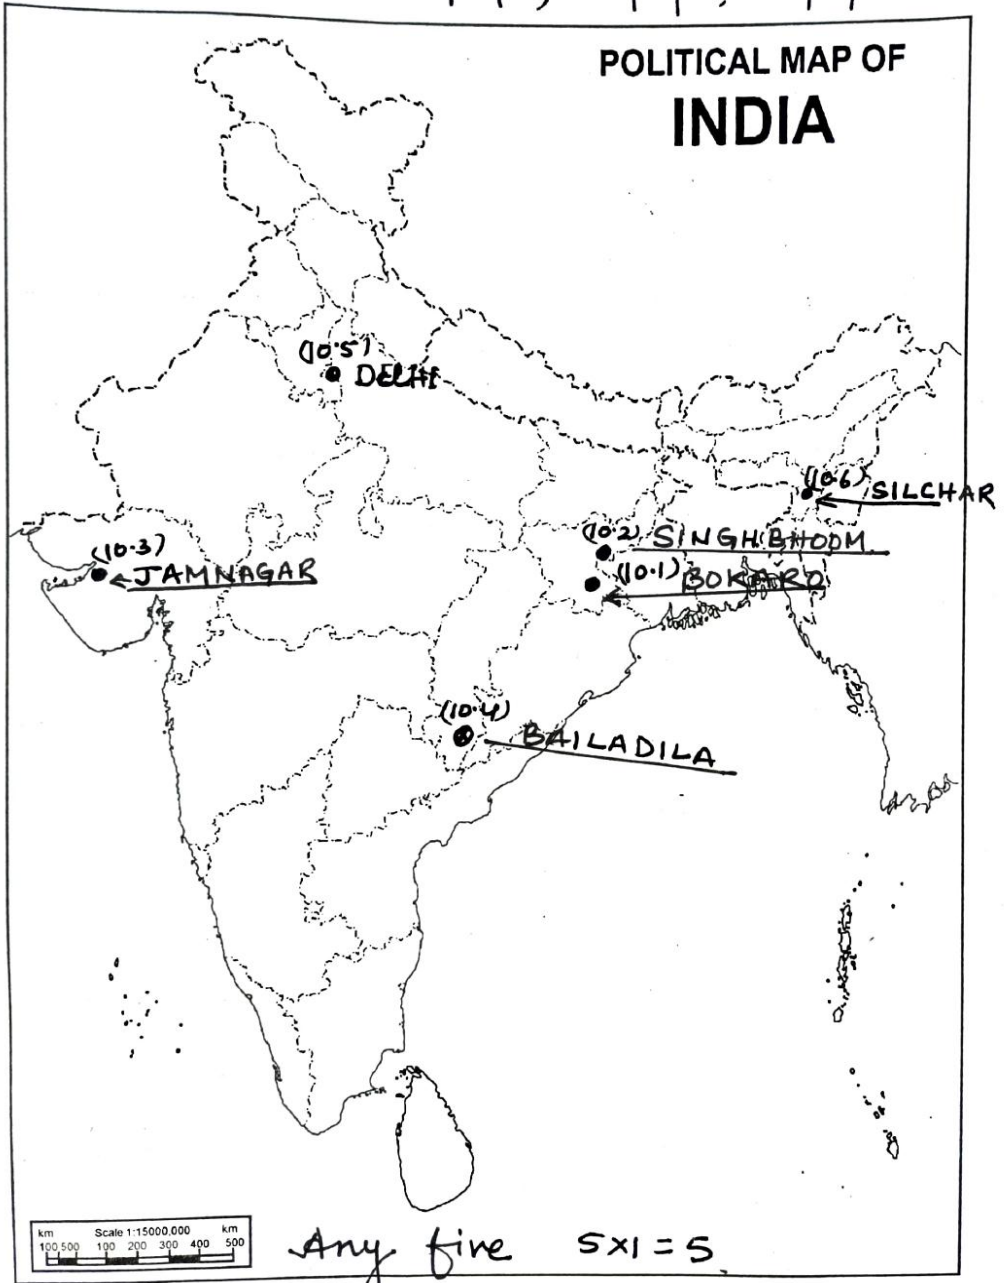 POLITICAL MAP OF
INDIA
(10.5)
DELHI
(10.6)
SILCHAR
(10.2) SINGHBHOOM
(10.3)
JAMNAGAR
(10.1) BOKARO
(10.4)
BAILADILA
km Scale 1:15000,000 km
100 500 100 200 300 400 500
Any five 5x1=5